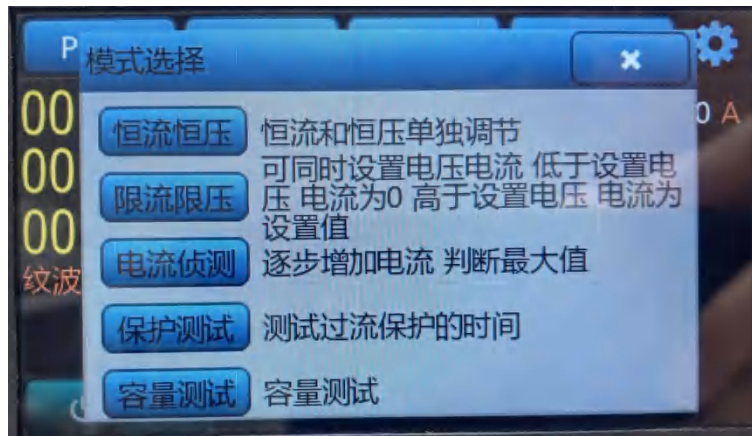 P
模式选择
00
0 A
恒流恒压 恒流和恒压单独调节
00
限流限压 可同时设置电压电流 低于设置电
压 电流为0 高于设置电压 电流为
设置值
00
电流侦测 逐步增加电流 判断最大值
纹波
保护测试 测试过流保护的时间
容量测试 容量测试